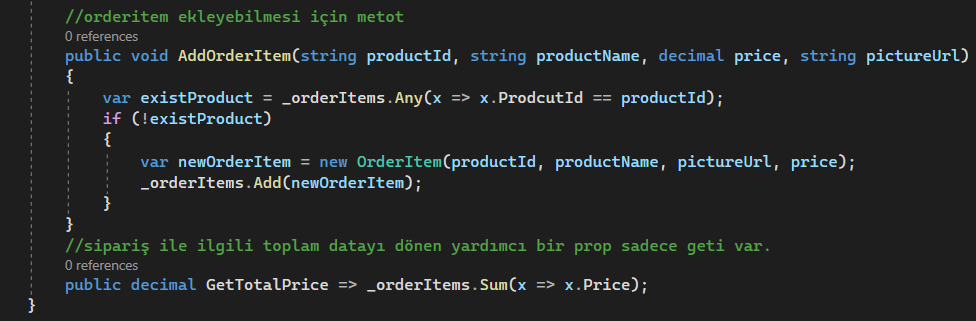 //orderitem ekleyebilmesi için metot
0 references
public void AddOrderItem(string productId, string productName, decimal price, string pictureUrl)
{
var existProduct = _orderItems.Any(x => x.ProdcutId == productId);
if (!existProduct)
{
var newOrderItem = new OrderItem(productId, productName, pictureUrl, price);
_orderItems.Add(newOrderItem);
}
}
//sipariş ile ilgili toplam datayı dönen yardımcı bir prop sadece geti var.
0 references
public decimal GetTotalPrice => _orderItems.Sum(x => x.Price);
}